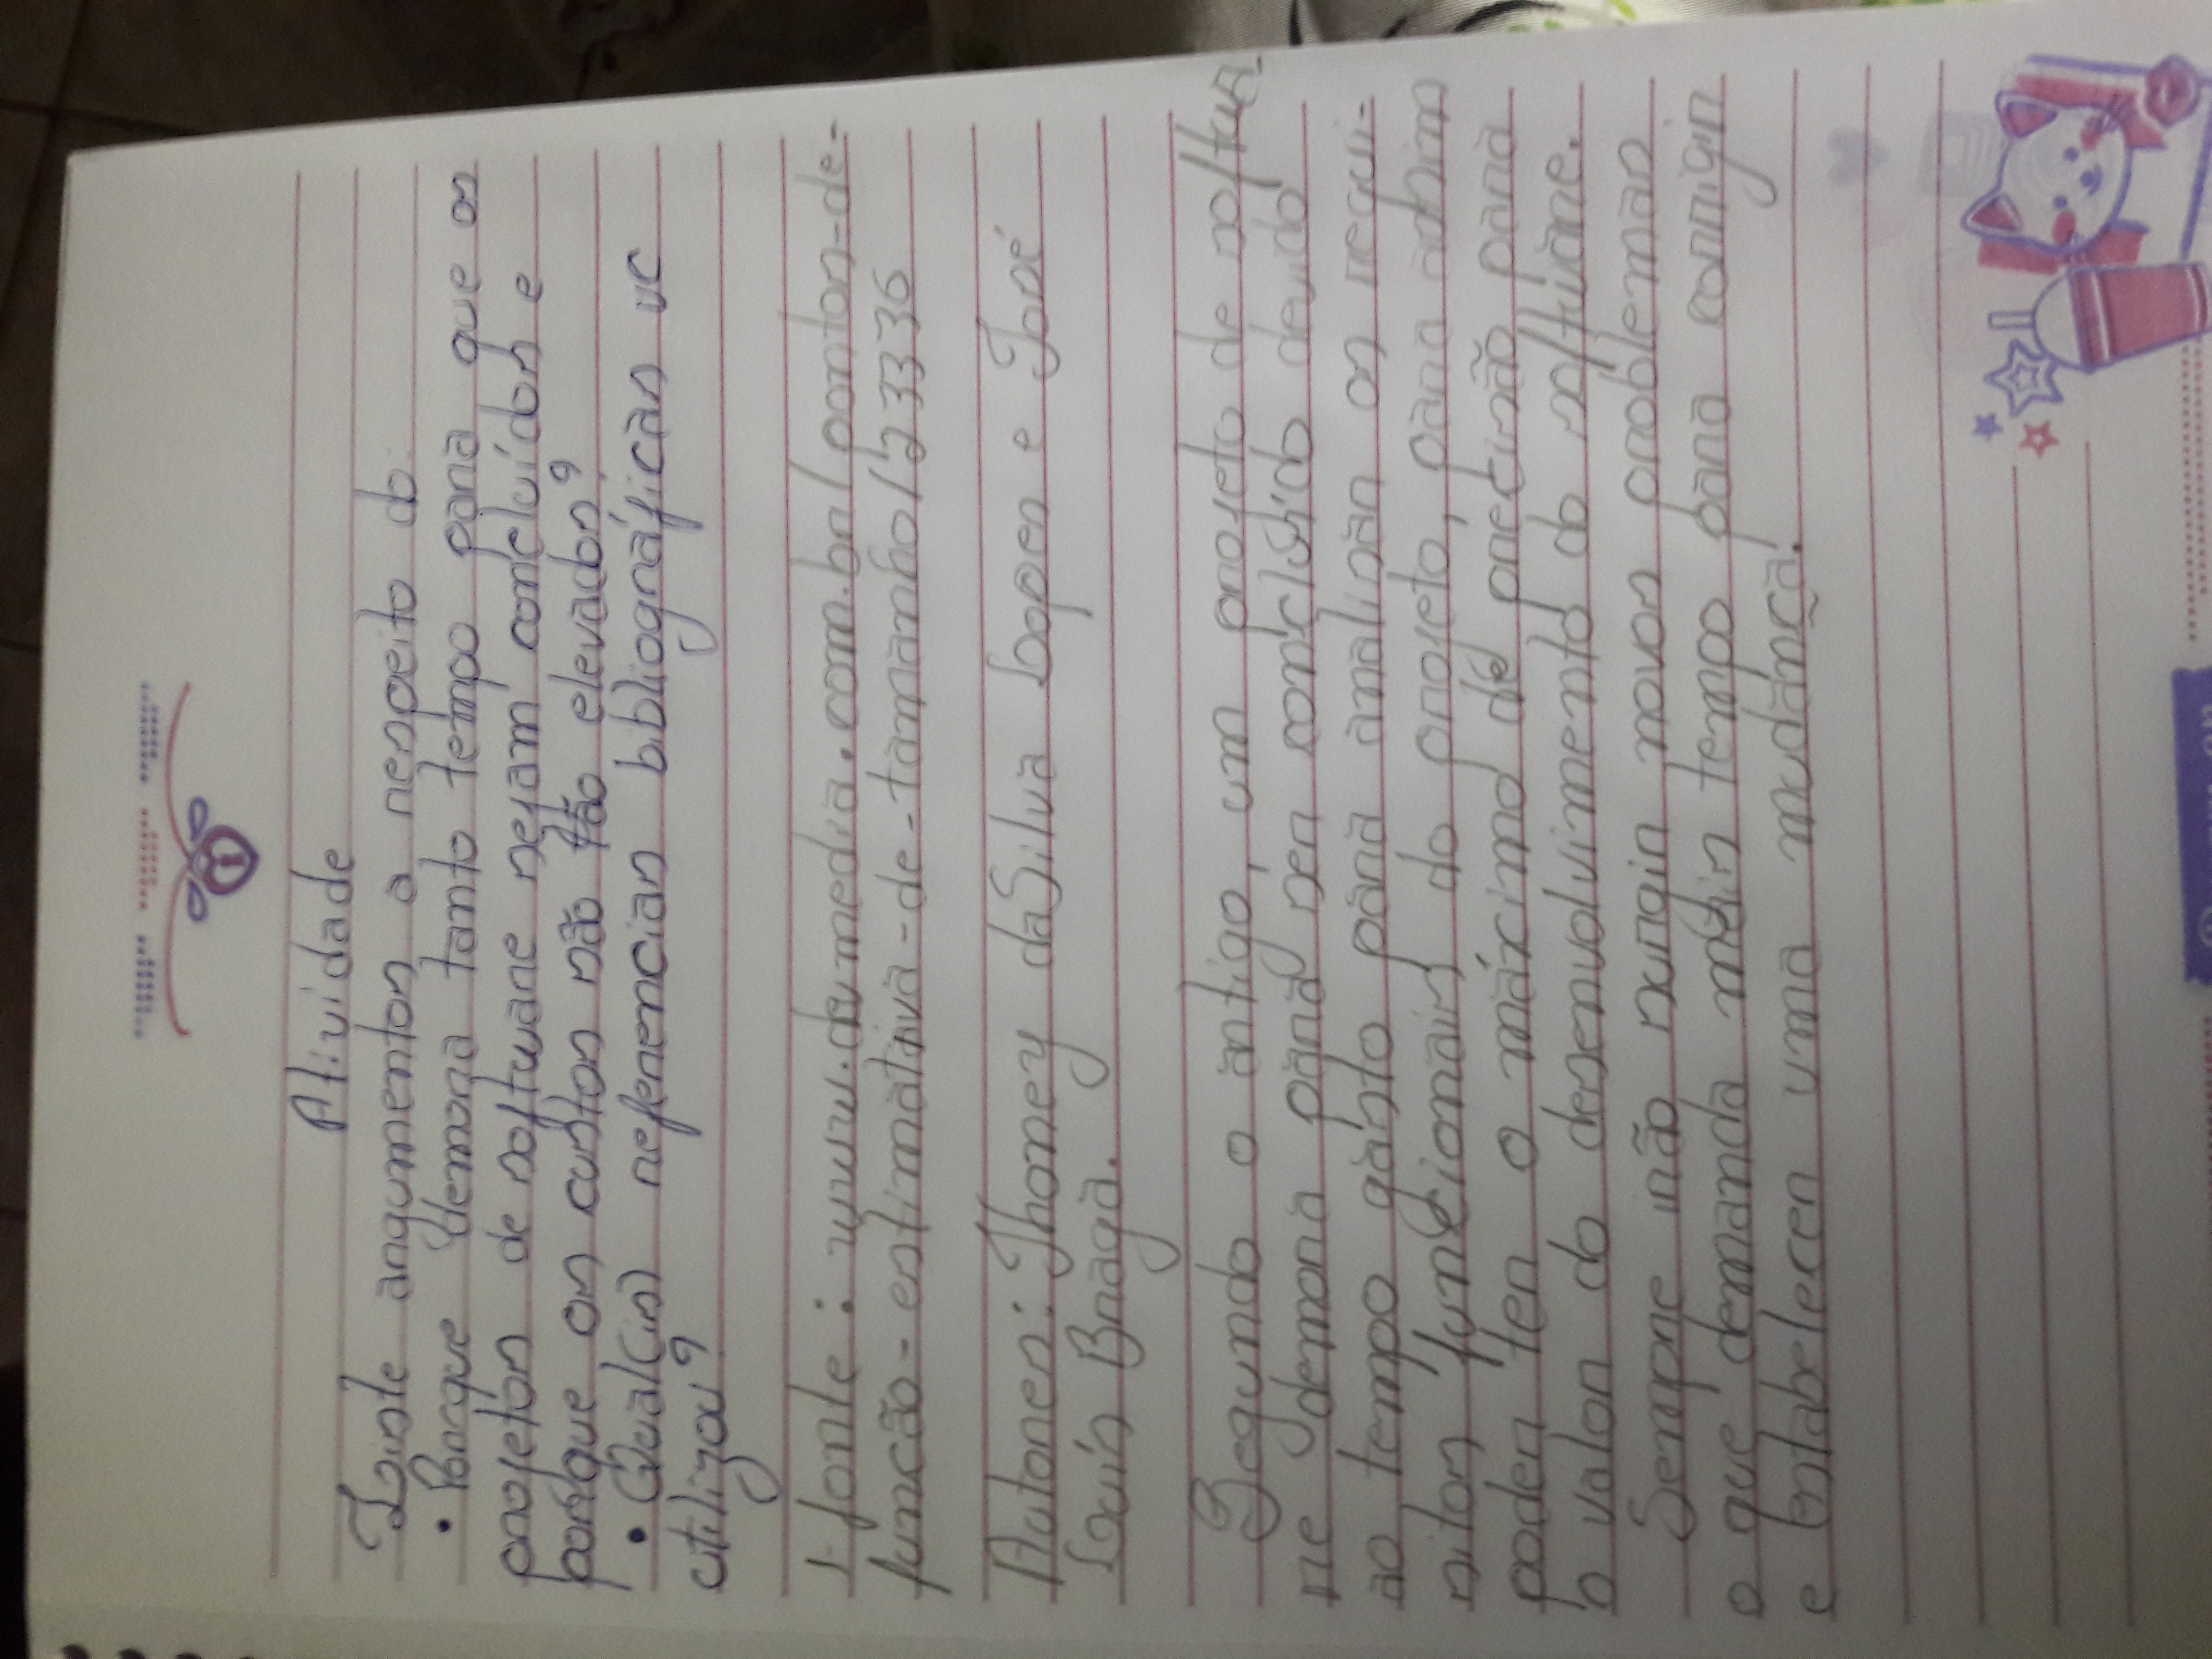 Atividade
Liste argumentos a respeito do:
• Porque demora tanto tempo para que os
projetos de software sejam concluídos e
porque os custos são tão elevados?
• Qual(is) referencias bibliográficas vc
utilizou?
1-fonte: www.devmedia.com.br/pontos-de-
função-estimativa-de-tamanho/23336
Autores: Jhoney da Silva Lopes e José
Louis Braga.
Segundo o artigo, um projeto de softwa-
re demora para ser concluído devido
ao tempo gasto para analisar os requi-
sitos funcionais do projeto, para assim
poder ter o máximo de precisão para
o valor do desenvolvimento do software.
Sempre irão surgir novos problemas
o que demanda mais tempo para corrigir
e estabelecer uma mudança!